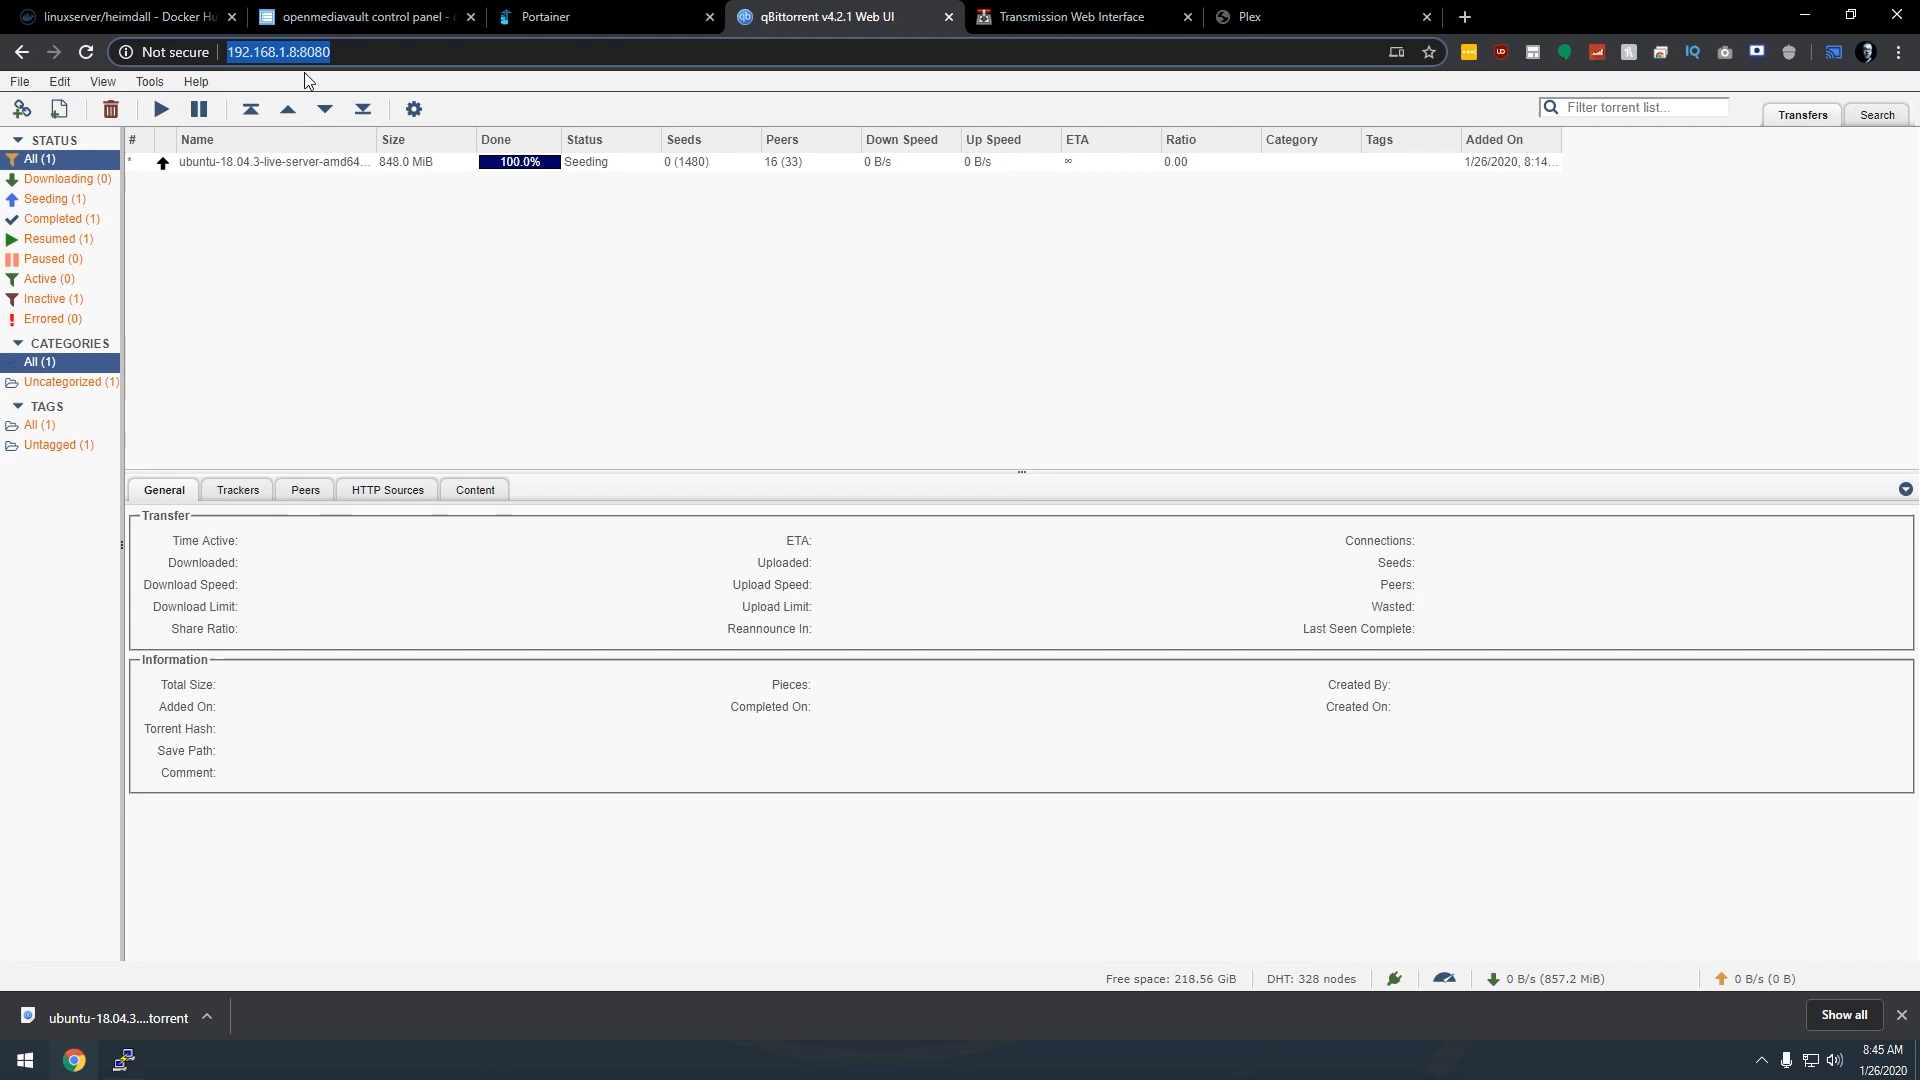 linuxserver/heimdall - Docker Hu
openmediavault control panel - o
Portainer
qBittorrent v4.2.1 Web UI
Transmission Web Interface
Plex
Not secure
192.168.1.8:8080
File Edit View Tools Help
Filter torrent list...
Transfers
Search
STATUS
All (1)
Downloading (0)
Seeding (1)
Completed (1)
Resumed (1)
Paused (0)
Active (0)
Inactive (1)
Errored (0)
CATEGORIES
All (1)
Uncategorized (1)
TAGS
All (1)
Untagged (1)
# Name Size Done Status Seeds Peers Down Speed Up Speed ETA Ratio Category Tags Added On
* ubuntu-18.04.3-live-server-amd64... 848.0 MiB 100.0% Seeding 0 (1480) 16 (33) 0 B/s 0 B/s ∞ 0.00 1/26/2020, 8:14...
General Trackers Peers HTTP Sources Content
Transfer
Time Active: ETA: Connections:
Downloaded: Uploaded: Seeds:
Download Speed: Upload Speed: Peers:
Download Limit: Upload Limit: Wasted:
Share Ratio: Reannounce In: Last Seen Complete:
Information
Total Size: Pieces: Created By:
Added On: Completed On: Created On:
Torrent Hash:
Save Path:
Comment:
Free space: 218.56 GiB DHT: 328 nodes 0 B/s (857.2 MiB) 0 B/s (0 B)
ubuntu-18.04.3....torrent
Show all
8:45 AM
1/26/2020